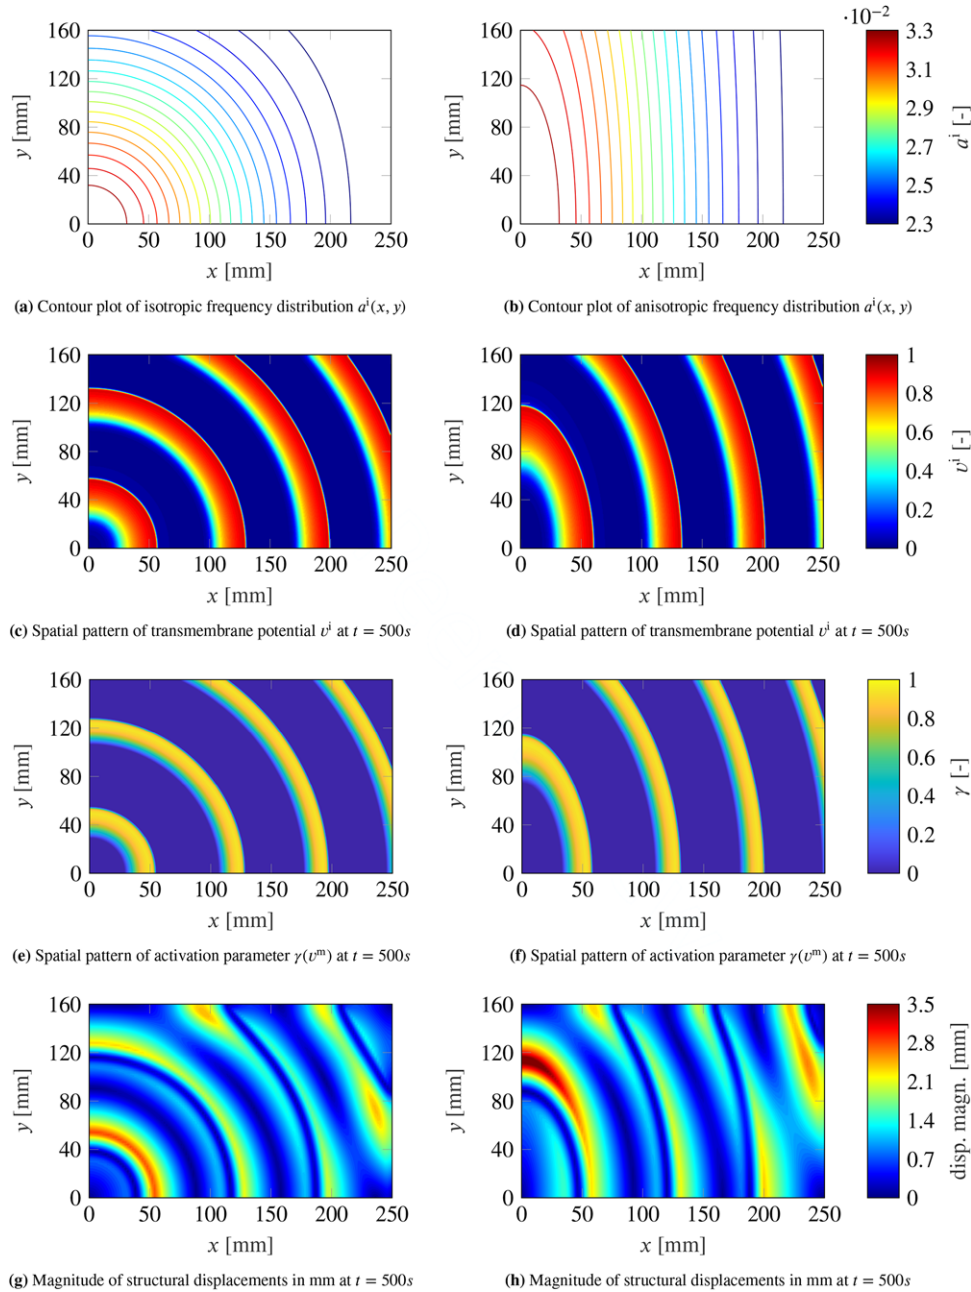 ·10⁻²
160
120
80
40
0
y [mm]
0 50 100 150 200 250
x [mm]
160
120
80
40
0
y [mm]
0 50 100 150 200 250
x [mm]
3.3
3.1
2.9
2.7
2.5
2.3
aⁱ [-]
(a) Contour plot of isotropic frequency distribution aⁱ(x, y)
(b) Contour plot of anisotropic frequency distribution aⁱ(x, y)
160
120
80
40
0
y [mm]
0 50 100 150 200 250
x [mm]
160
120
80
40
0
y [mm]
0 50 100 150 200 250
x [mm]
1
0.8
0.6
0.4
0.2
0
vⁱ [-]
(c) Spatial pattern of transmembrane potential vⁱ at t = 500s
(d) Spatial pattern of transmembrane potential vⁱ at t = 500s
160
120
80
40
0
y [mm]
0 50 100 150 200 250
x [mm]
160
120
80
40
0
y [mm]
0 50 100 150 200 250
x [mm]
1
0.8
0.6
0.4
0.2
0
γ [-]
(e) Spatial pattern of activation parameter γ(vᵐ) at t = 500s
(f) Spatial pattern of activation parameter γ(vᵐ) at t = 500s
160
120
80
40
0
y [mm]
0 50 100 150 200 250
x [mm]
160
120
80
40
0
y [mm]
0 50 100 150 200 250
x [mm]
3.5
2.8
2.1
1.4
0.7
0
disp. magn. [mm]
(g) Magnitude of structural displacements in mm at t = 500s
(h) Magnitude of structural displacements in mm at t = 500s